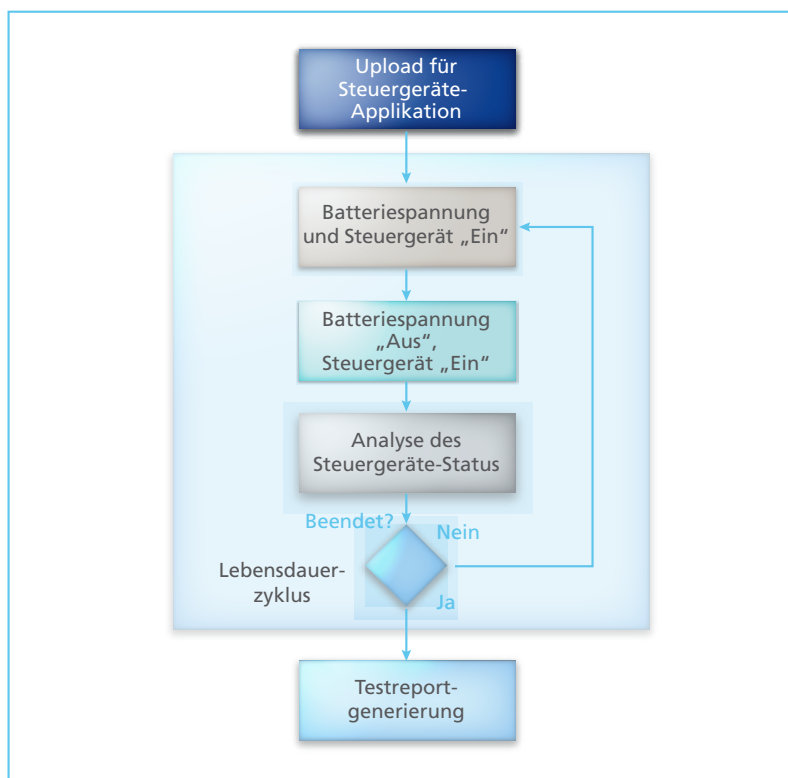 Upload für
Steuergeräte-
Applikation
Batteriespannung
und Steuergerät „Ein“
Batteriespannung
„Aus“,
Steuergerät „Ein“
Analyse des
Steuergeräte-Status
Beendet?
Nein
Lebensdauer-
zyklus
Ja
Testreport-
generierung